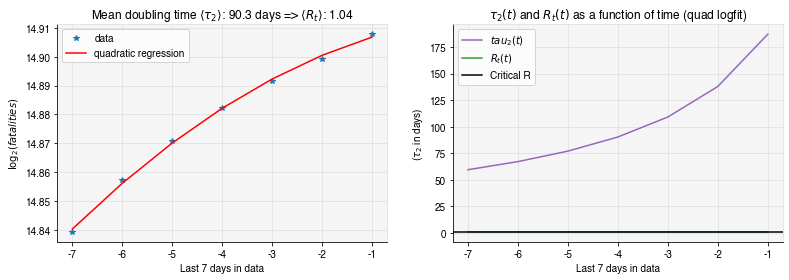 Mean doubling time ⟨τ₂⟩: 90.3 days => ⟨Rₜ⟩: 1.04
14.91
14.90
14.89
14.88
14.87
14.86
14.85
14.84
log₂(fatalities)
data
quadratic regression
-7 -6 -5 -4 -3 -2 -1
Last 7 days in data
τ₂(t) and Rₜ(t) as a function of time (quad logfit)
175
150
125
100
75
50
25
0
(τ₂ in days)
tau₂(t)
Rₜ(t)
Critical R
-7 -6 -5 -4 -3 -2 -1
Last 7 days in data